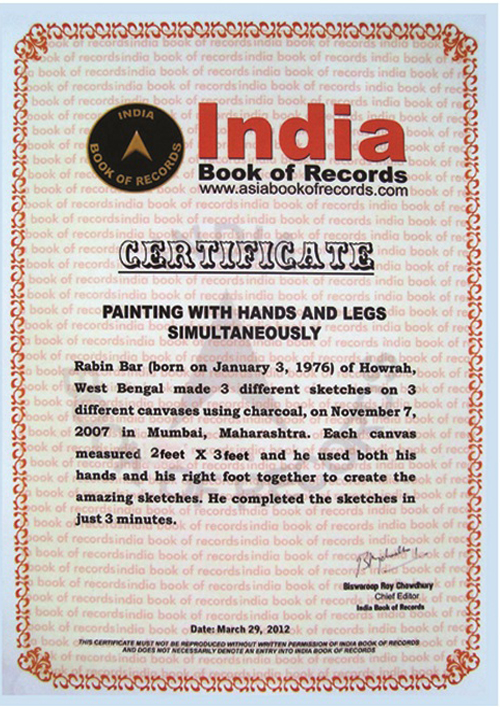 INDIA
BOOK OF RECORDS
India
Book of Records
www.asiabookofrecords.com
CERTIFICATE
PAINTING WITH HANDS AND LEGS
SIMULTANEOUSLY
Rabin Bar (born on January 3, 1976) of Howrah,
West Bengal made 3 different sketches on 3
different canvases using charcoal, on November 7,
2007 in Mumbai, Maharashtra. Each canvas
measured 2feet X 3feet and he used both his
hands and his right foot together to create the
amazing sketches. He completed the sketches in
just 3 minutes.
Biswaroop Roy Chowdhury
Chief Editor
India Book of Records
Date: March 29, 2012
THIS CERTIFICATE MUST NOT BE REPRODUCED WITHOUT WRITTEN PERMISSION OF INDIA BOOK OF RECORDS
AND DOES NOT NECESSARILY DENOTE AN ENTRY INTO INDIA BOOK OF RECORDS